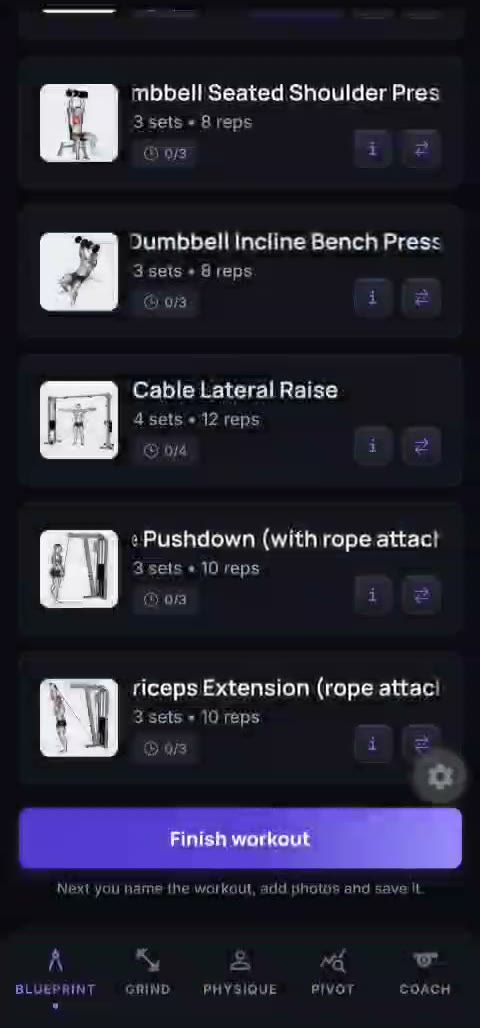 mbbell Seated Shoulder Pres
3 sets • 8 reps
0/3
i
Dumbbell Incline Bench Press
3 sets • 8 reps
0/3
i
Cable Lateral Raise
4 sets • 12 reps
0/4
i
e Pushdown (with rope attach
3 sets • 10 reps
0/3
i
riceps Extension (rope attacl
3 sets • 10 reps
0/3
i
Finish workout
Next you name the workout, add photos and save it.
BLUEPRINT GRIND PHYSIQUE PIVOT COACH